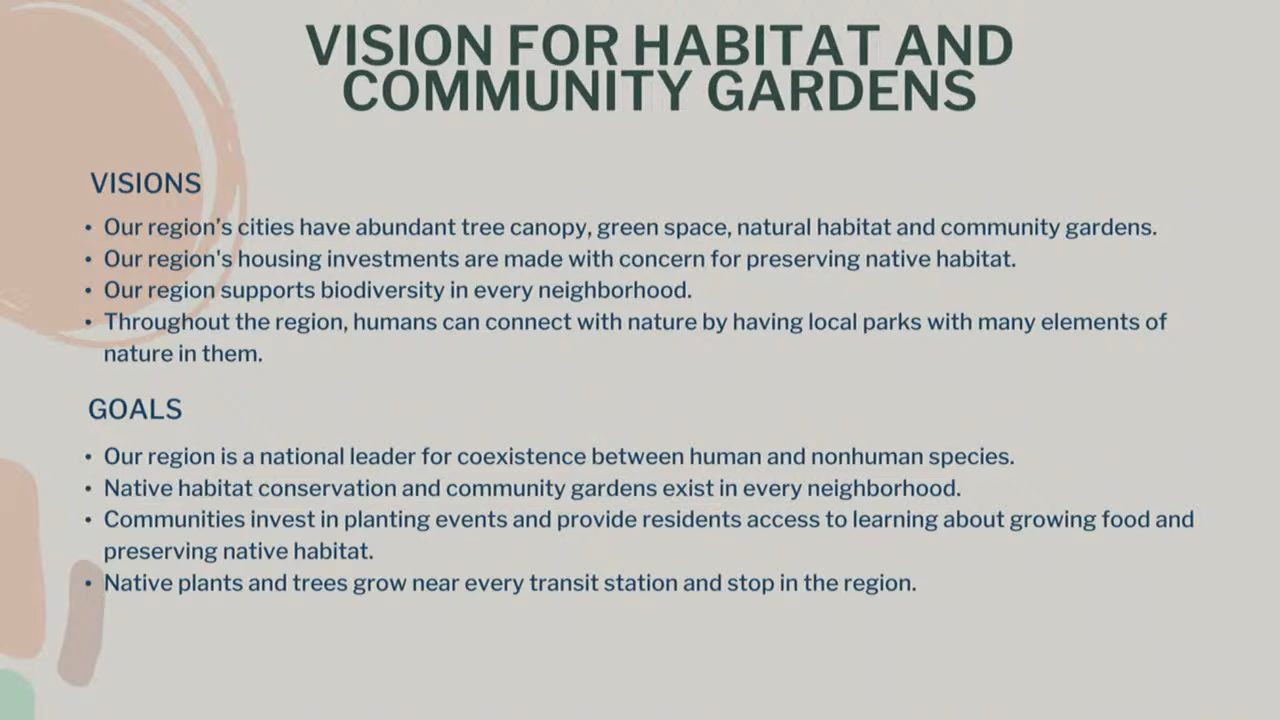 VISION FOR HABITAT AND
COMMUNITY GARDENS
VISIONS
• Our region's cities have abundant tree canopy, green space, natural habitat and community gardens.
• Our region's housing investments are made with concern for preserving native habitat.
• Our region supports biodiversity in every neighborhood.
• Throughout the region, humans can connect with nature by having local parks with many elements of
nature in them.
GOALS
• Our region is a national leader for coexistence between human and nonhuman species.
• Native habitat conservation and community gardens exist in every neighborhood.
• Communities invest in planting events and provide residents access to learning about growing food and
preserving native habitat.
• Native plants and trees grow near every transit station and stop in the region.